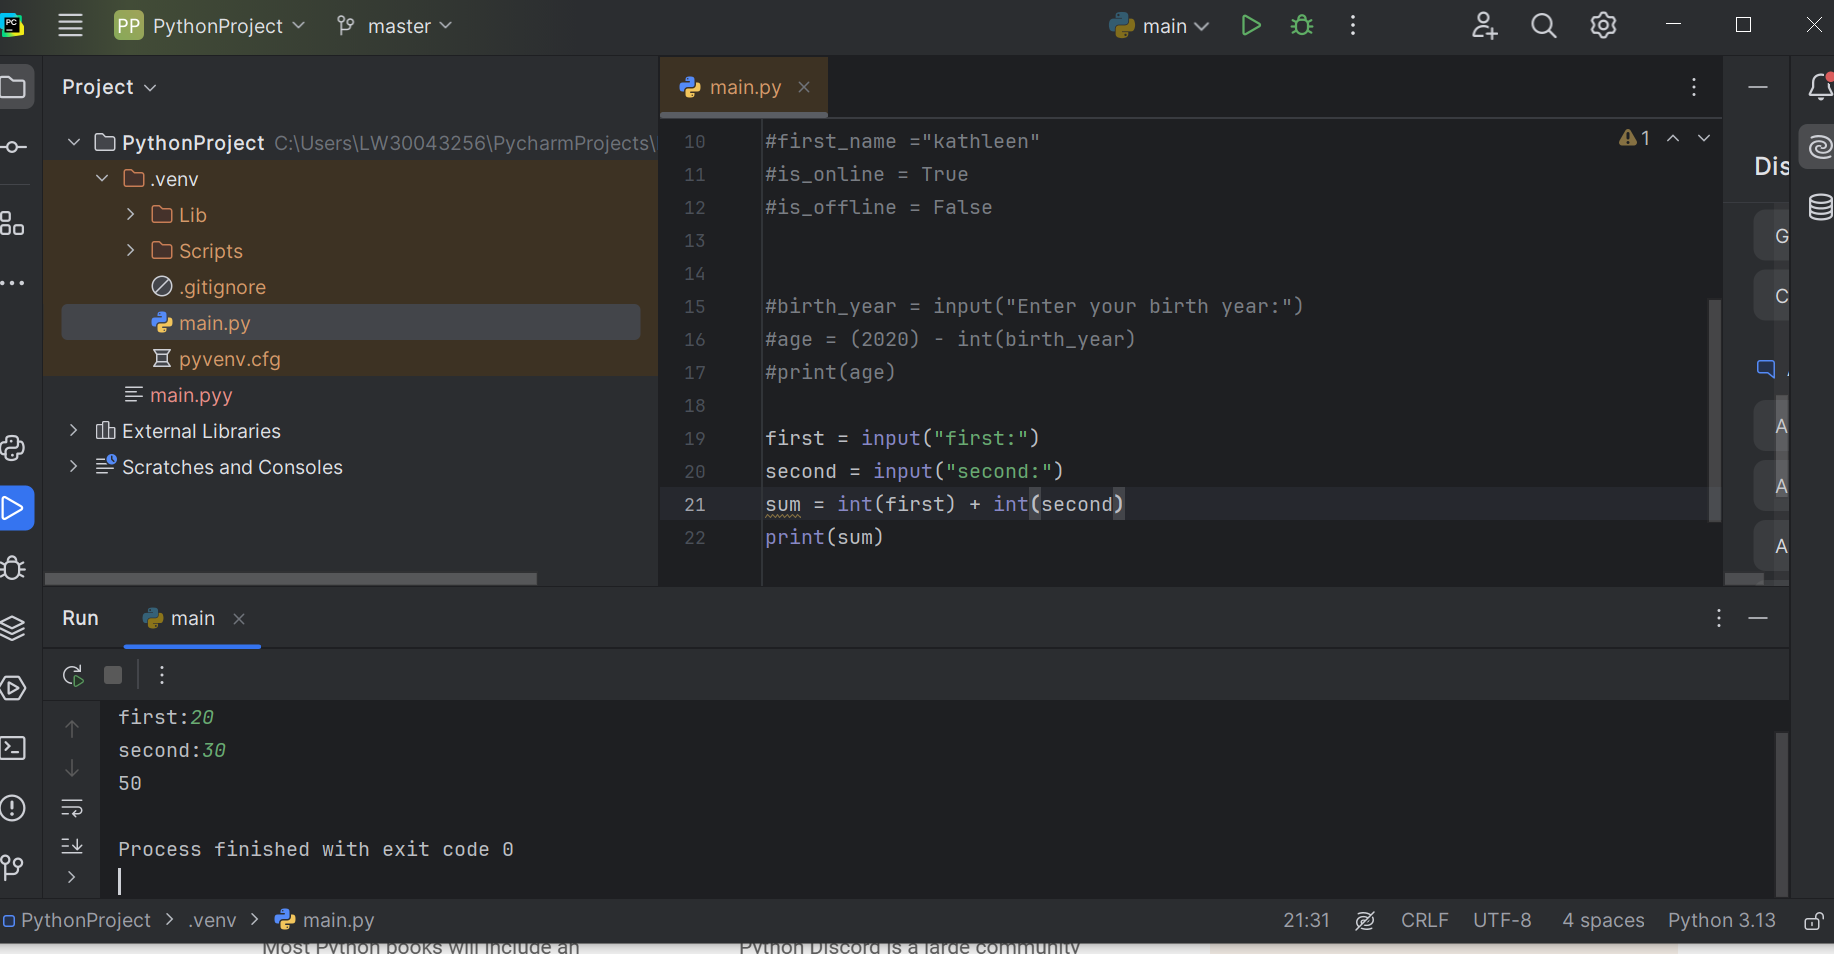 PC
PP PythonProject master main
Project
main.py
PythonProject C:\Users\LW30043256\PycharmProjects\
.venv
Lib
Scripts
.gitignore
main.py
pyvenv.cfg
main.pyy
External Libraries
Scratches and Consoles
10 #first_name ="kathleen"
11 #is_online = True
12 #is_offline = False
13
14
15 #birth_year = input("Enter your birth year:")
16 #age = (2020) - int(birth_year)
17 #print(age)
18
19 first = input("first:")
20 second = input("second:")
21 sum = int(first) + int(second)
22 print(sum)
1
Dis
G
C
A
A
A
Run main
first:20
second:30
50
Process finished with exit code 0
PythonProject > .venv > main.py
21:31 CRLF UTF-8 4 spaces Python 3.13
Most Python books will include an
Python Discord is a large community